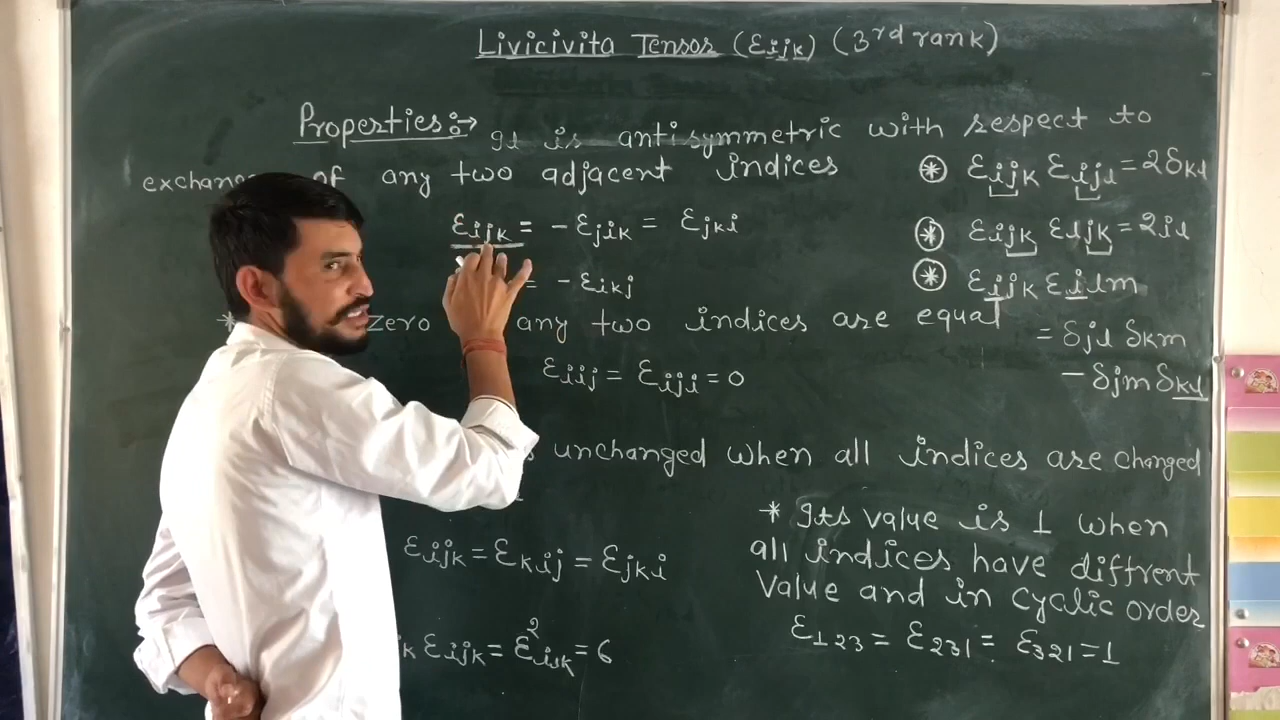 Livicivita Tensor (εijk) (3rd rank)
Properties:→ It is antisymmetric with respect to
exchan of any two adjacent indices
εijk = -εjik = εjki
= -εikj
* zero any two indices are equal
εiij = εiji = 0
unchanged when all indices are changed
εijk = εkij = εjki
k εijk = ε²ijk = 6
⊛ εijk εijl = 2δkl
⊛ εijk εljk = 2il
⊛ εijk εilm
= δjl δkm
- δjm δkl
* Its value is 1 when
all indices have diffrent
value and in cyclic order
ε123 = ε231 = ε321 = 1